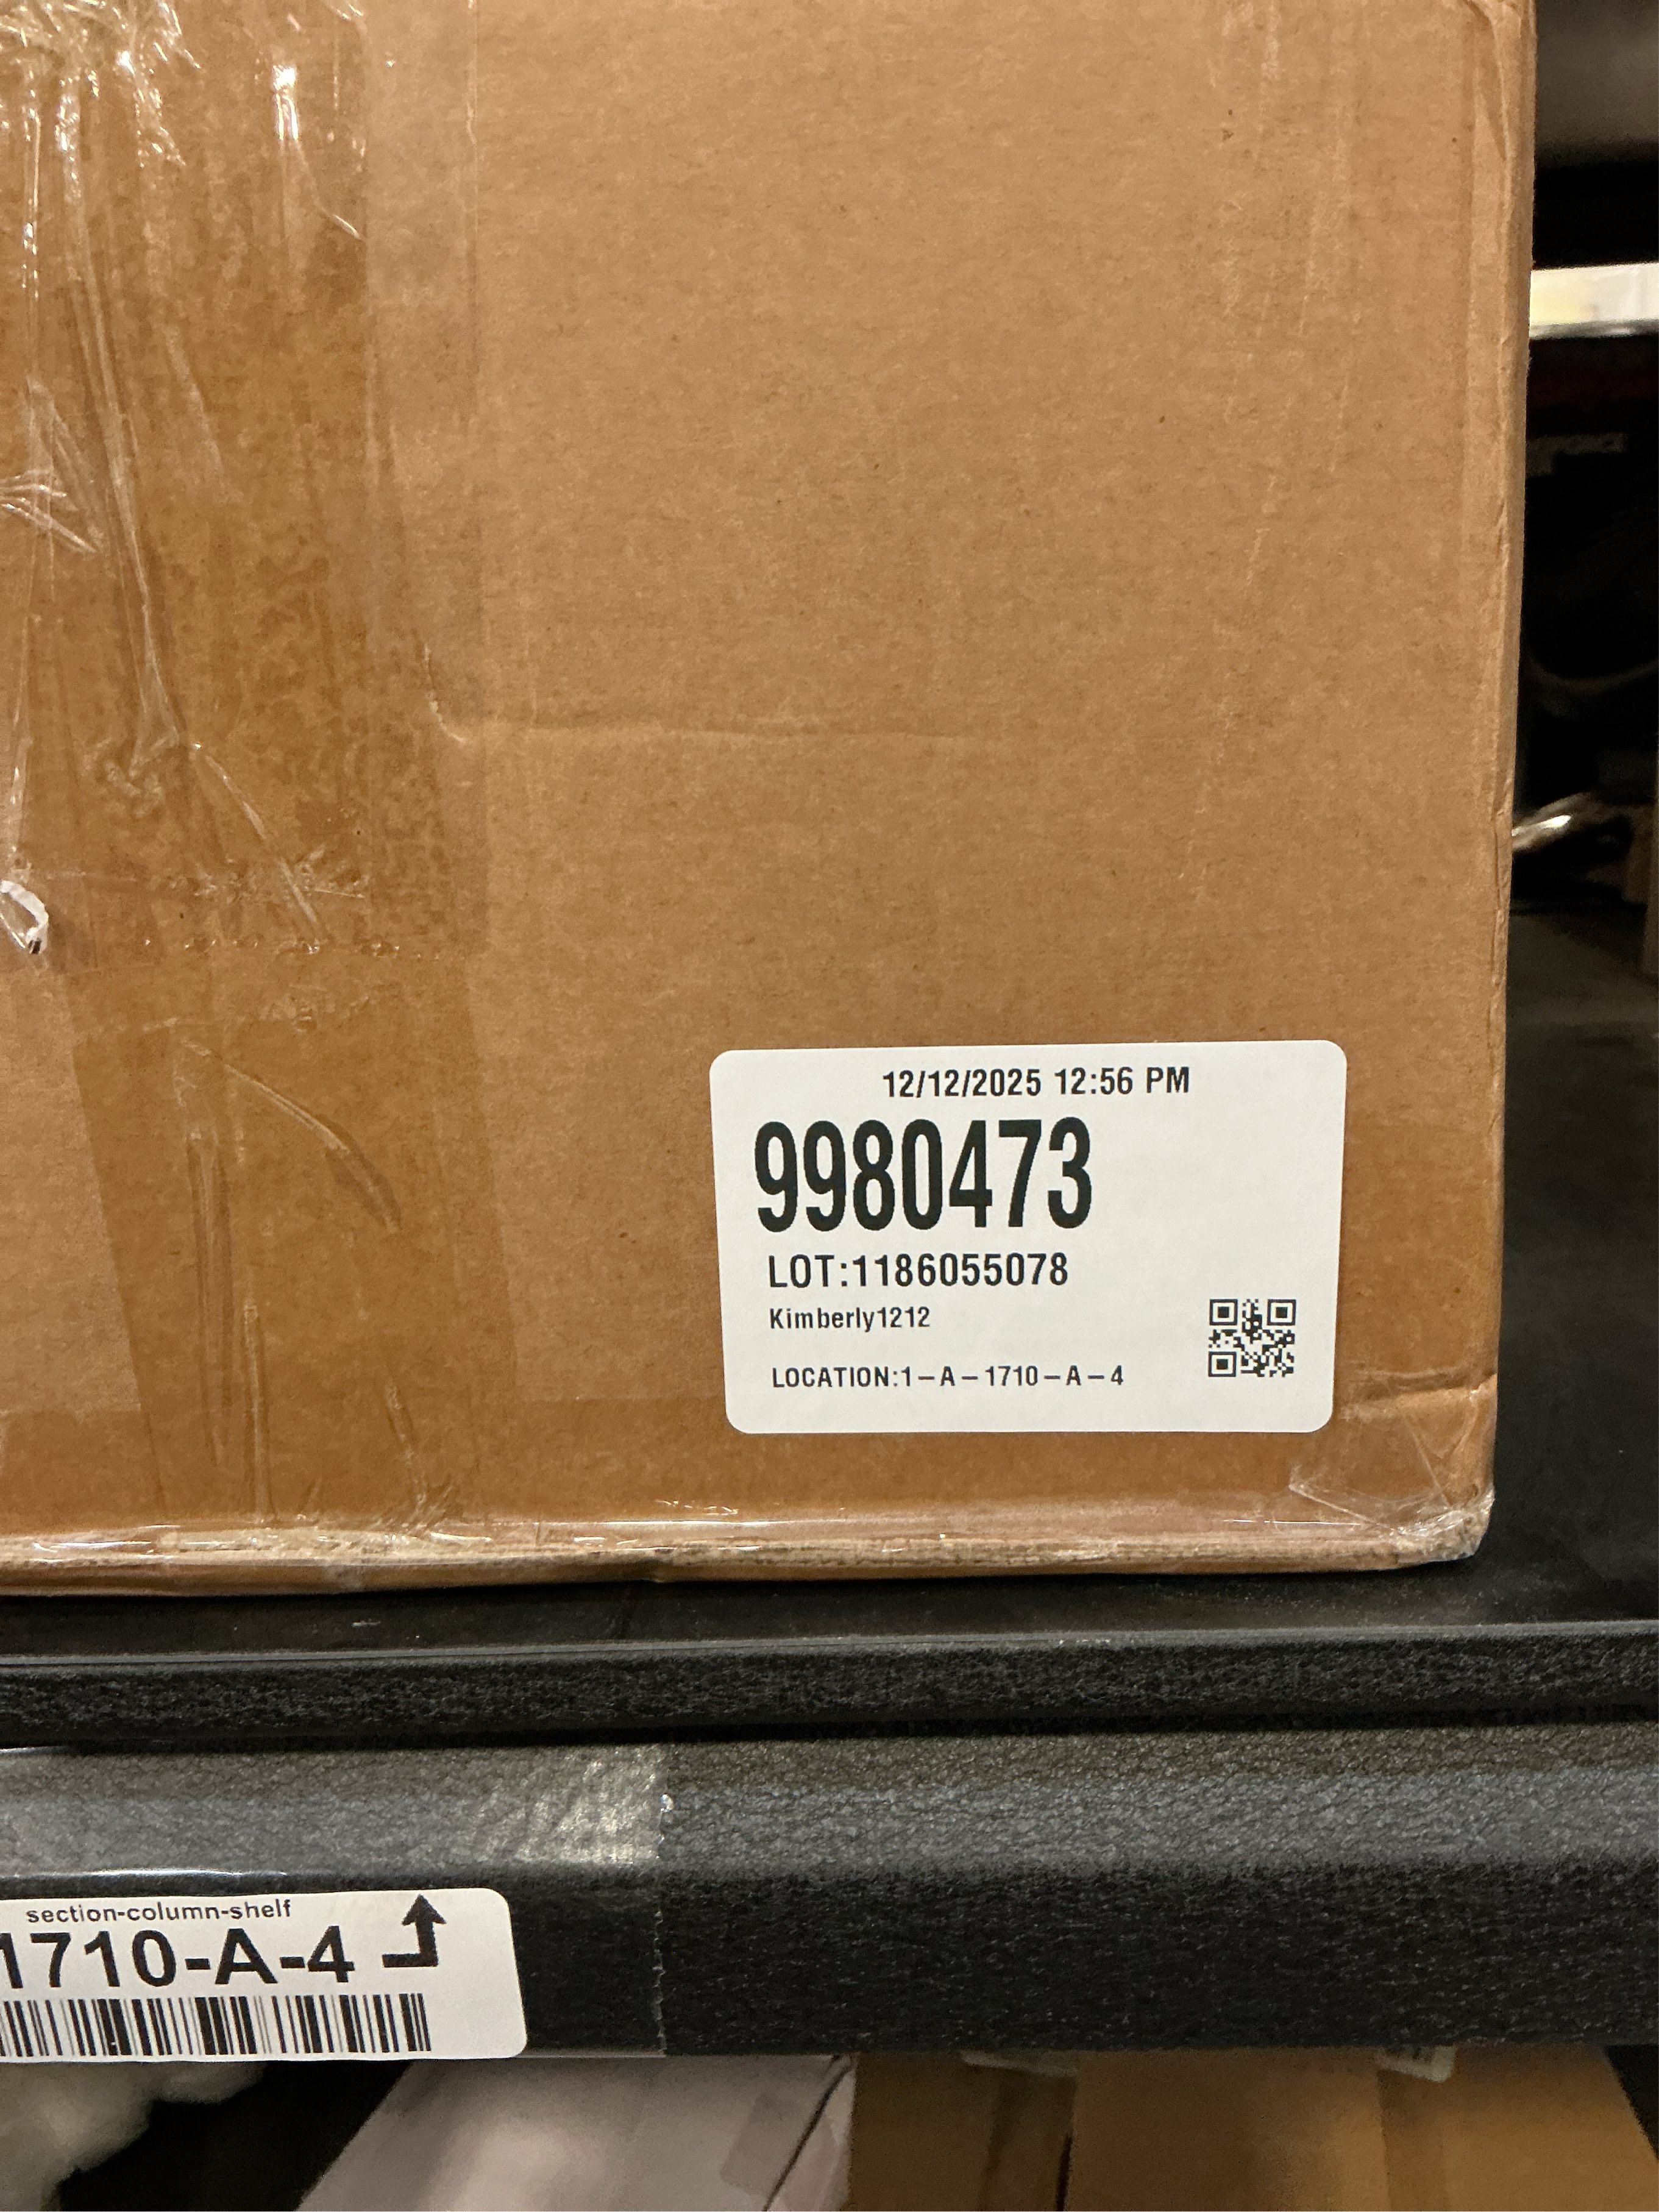 12/12/2025 12:56 PM
9980473
LOT:1186055078
Kimberly1212
LOCATION:1-A-1710-A-4
section-column-shelf
1710-A-4